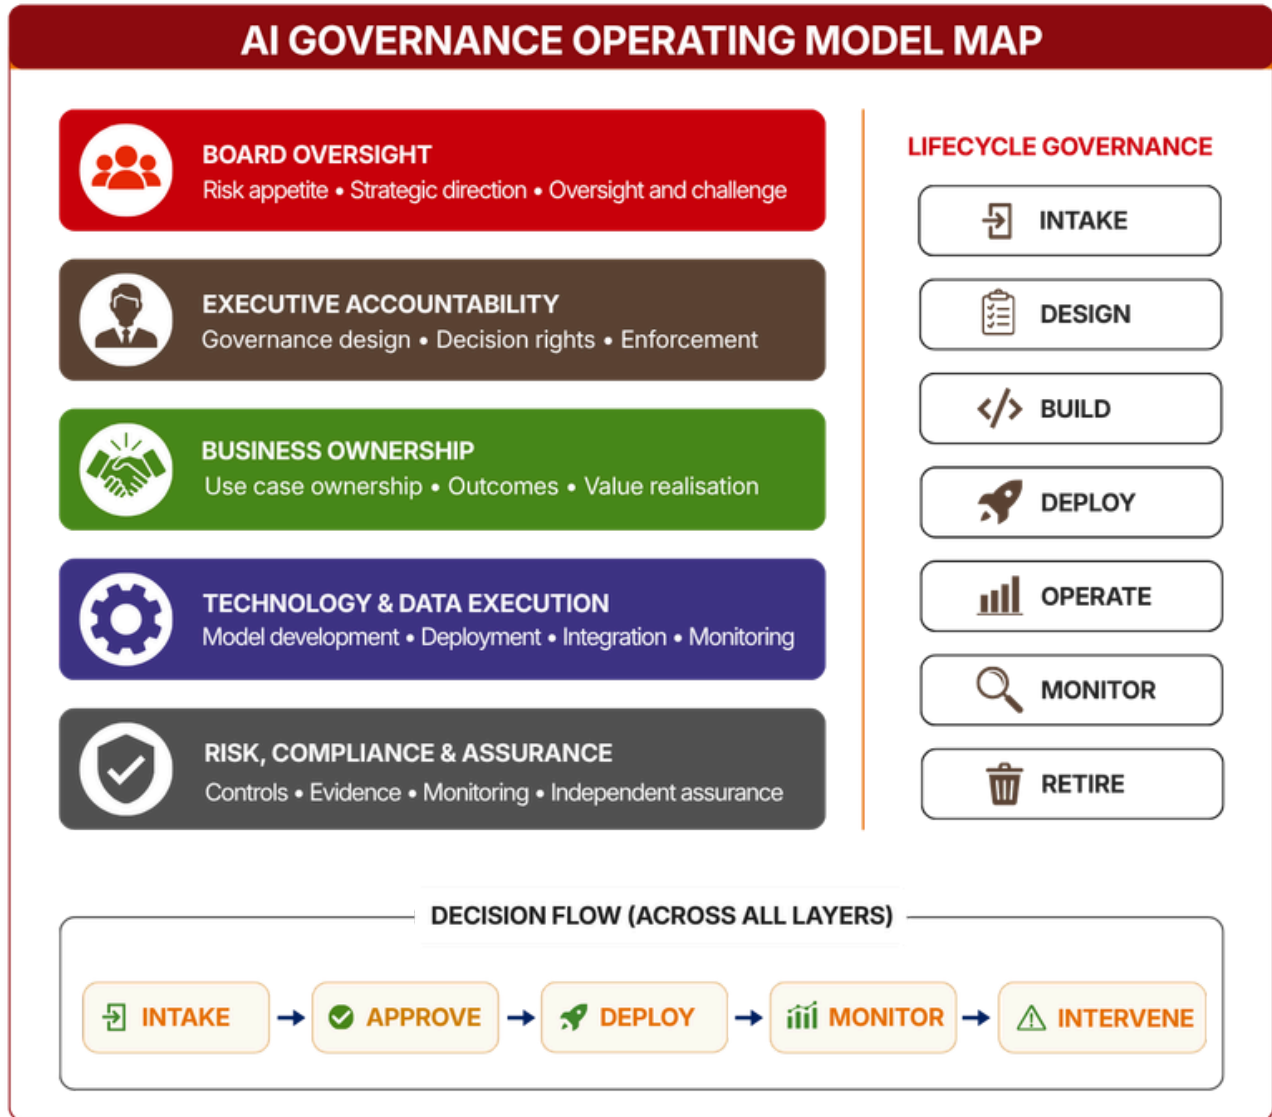 AI GOVERNANCE OPERATING MODEL MAP
BOARD OVERSIGHT
Risk appetite • Strategic direction • Oversight and challenge
EXECUTIVE ACCOUNTABILITY
Governance design • Decision rights • Enforcement
BUSINESS OWNERSHIP
Use case ownership • Outcomes • Value realisation
TECHNOLOGY & DATA EXECUTION
Model development • Deployment • Integration • Monitoring
RISK, COMPLIANCE & ASSURANCE
Controls • Evidence • Monitoring • Independent assurance
LIFECYCLE GOVERNANCE
INTAKE
DESIGN
BUILD
DEPLOY
OPERATE
MONITOR
RETIRE
DECISION FLOW (ACROSS ALL LAYERS)
INTAKE → APPROVE → DEPLOY → MONITOR → INTERVENE